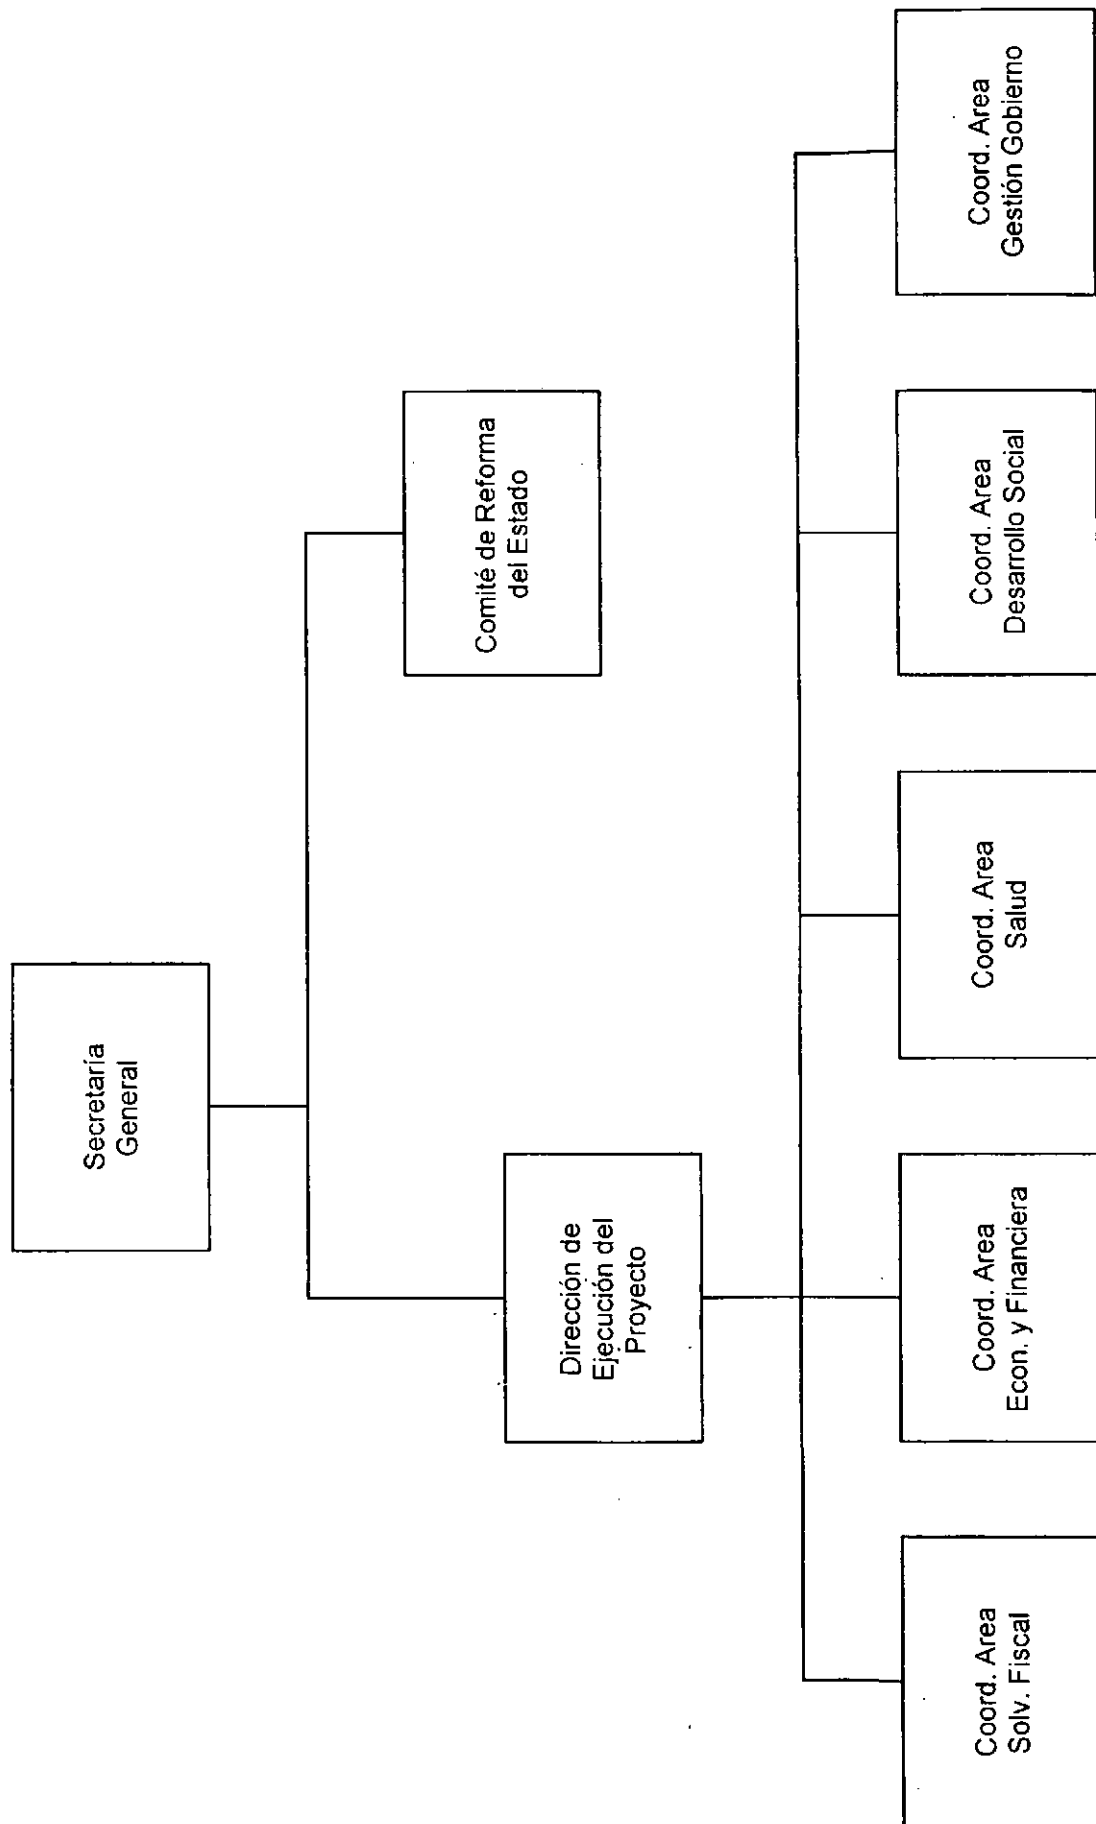 Secretaría
General
Comité de Reforma
del Estado
Dirección de
Ejecución del
Proyecto
Coord. Area
Solv. Fiscal
Coord. Area
Econ. y Financiera
Coord. Area
Salud
Coord. Area
Desarrollo Social
Coord. Area
Gestión Gobierno